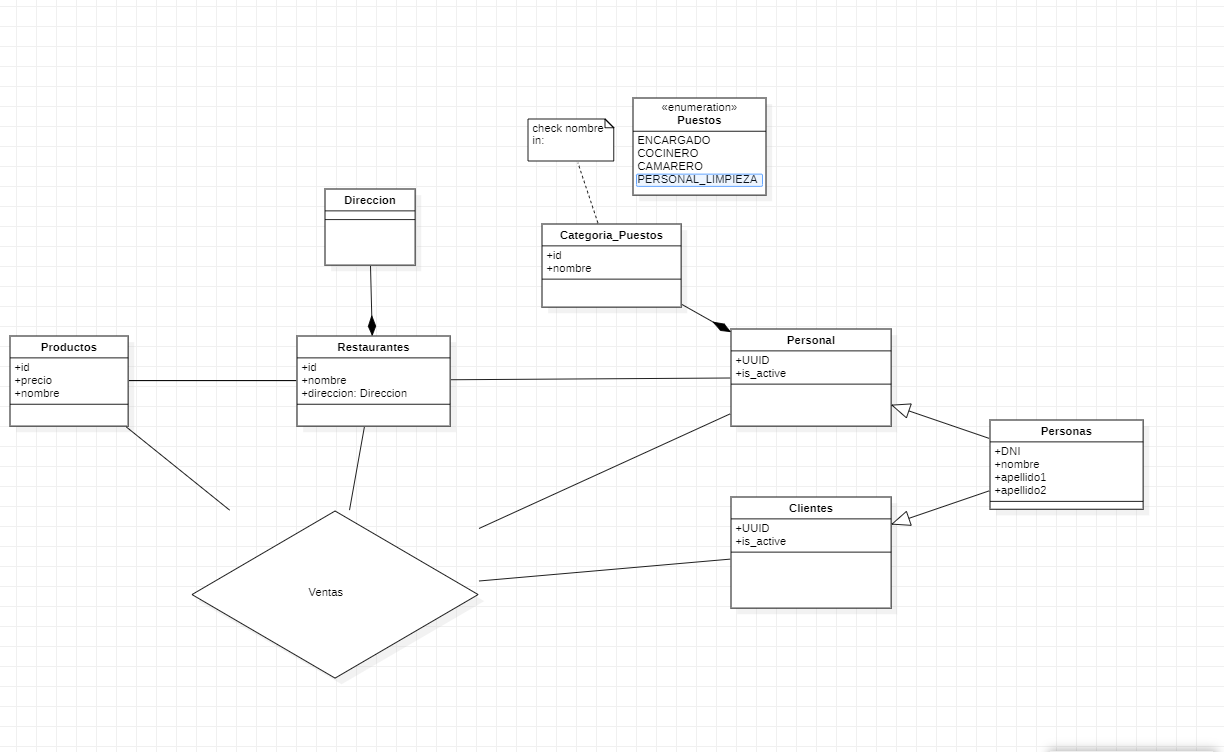 «enumeration»
Puestos
ENCARGADO
COCINERO
CAMARERO
PERSONAL_LIMPIEZA
check nombre
in:
Direccion
Categoria_Puestos
+id
+nombre
Productos
+id
+precio
+nombre
Restaurantes
+id
+nombre
+direccion: Direccion
Personal
+UUID
+is_active
Personas
+DNI
+nombre
+apellido1
+apellido2
Clientes
+UUID
+is_active
Ventas